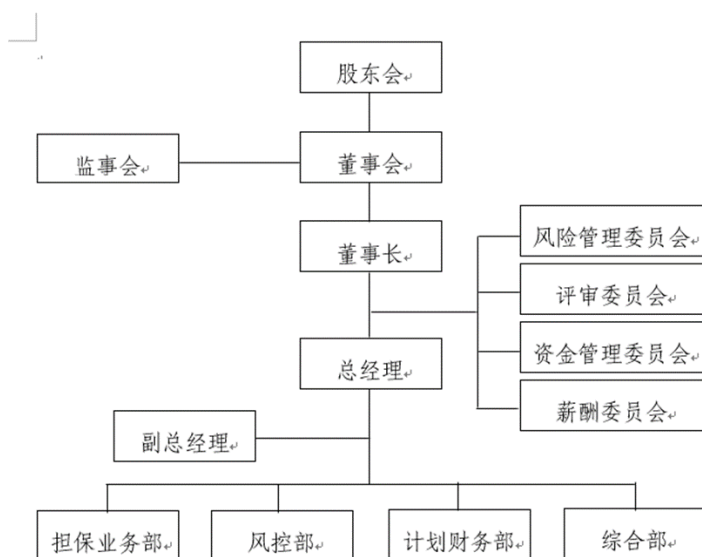 股东会
监事会
董事会
董事长
风险管理委员会
评审委员会
资金管理委员会
薪酬委员会
总经理
副总经理
担保业务部
风控部
计划财务部
综合部